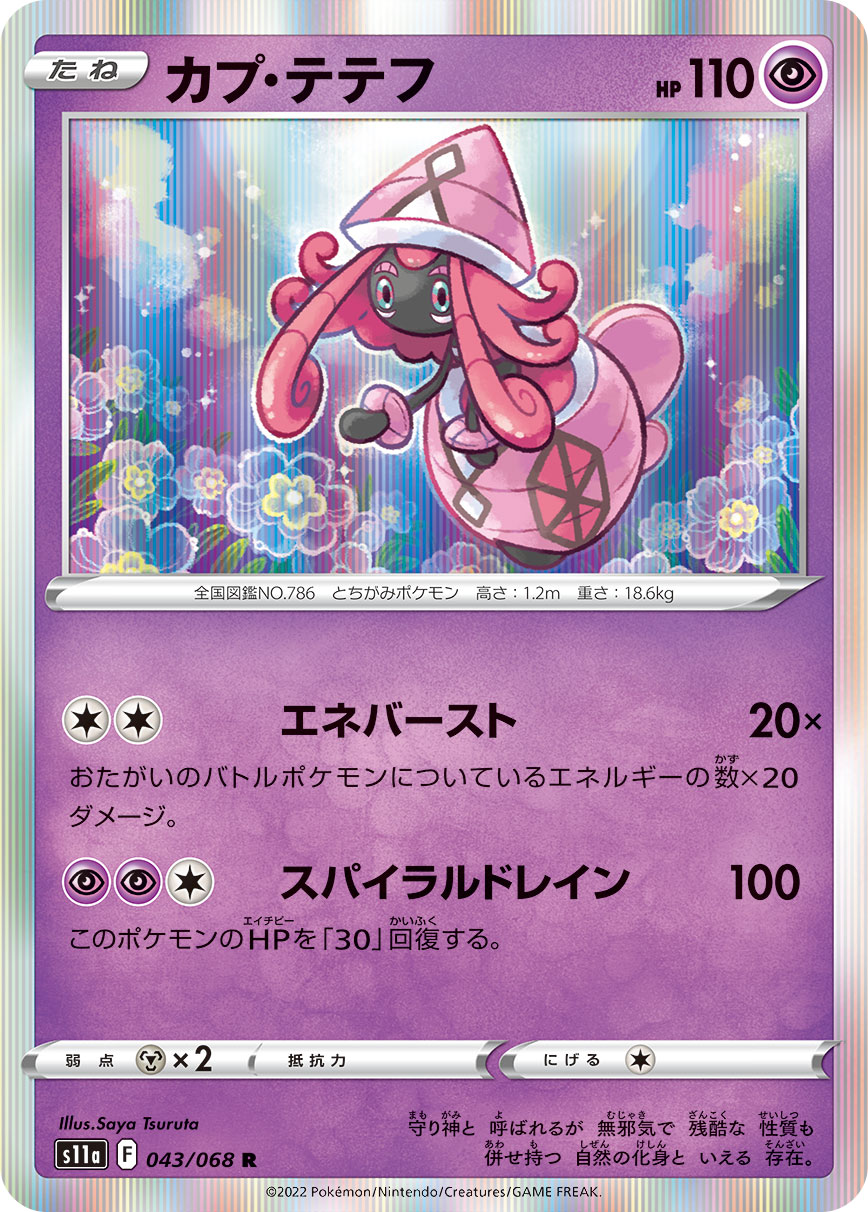 たね カプ・テテフ HP 110
全国図鑑NO.786 とちがみポケモン 高さ:1.2m 重さ:18.6kg
エネバースト 20×
かず
おたがいのバトルポケモンについているエネルギーの数×20
ダメージ。
スパイラルドレイン 100
エイチピー かいふく
このポケモンのHPを「30」回復する。
弱点 ×2 抵抗力 にげる
Illus.Saya Tsuruta
まも がみ よ むじゃき ざんこく せいしつ
守り神と 呼ばれるが 無邪気で 残酷な 性質も
あわ も しぜん けしん そんざい
併せ持つ 自然の化身と いえる 存在。
s11a F 043/068 R
©2022 Pokémon/Nintendo/Creatures/GAME FREAK.